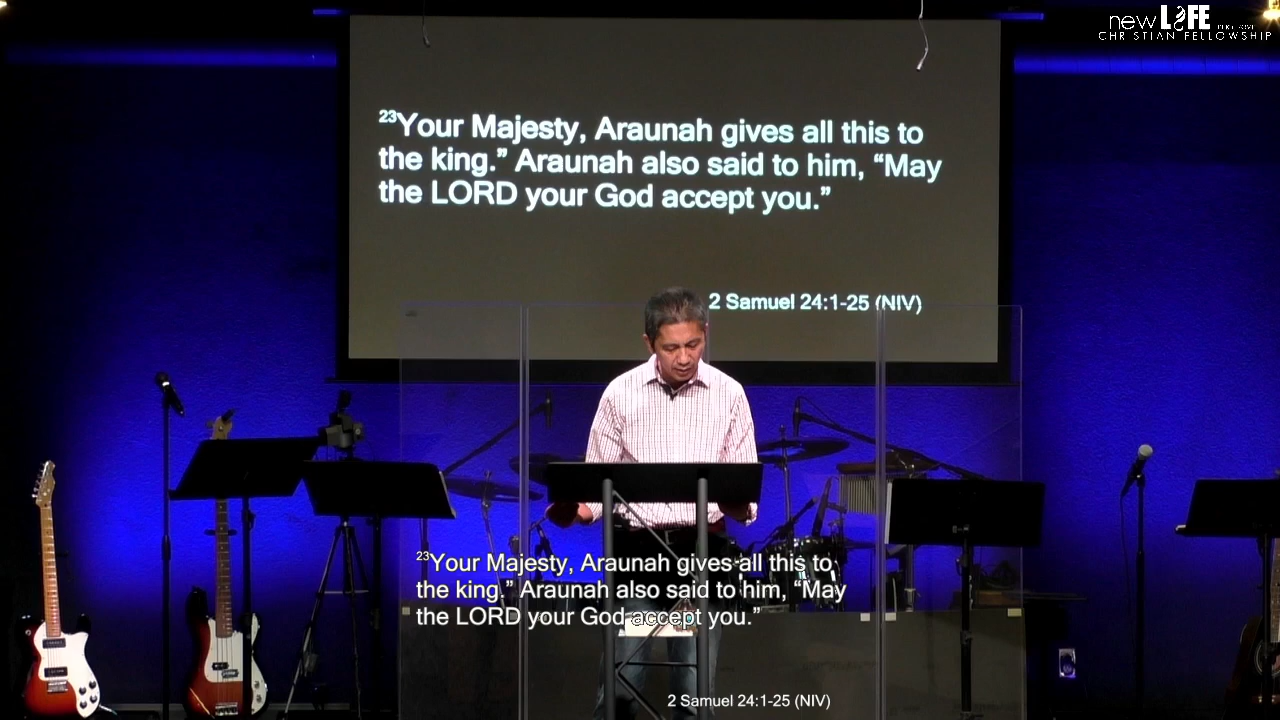 new LIFE
CHRISTIAN FELLOWSHIP
23Your Majesty, Araunah gives all this to
the king.” Araunah also said to him, “May
the LORD your God accept you.”
2 Samuel 24:1-25 (NIV)
23Your Majesty, Araunah gives all this to
the king.” Araunah also said to him, “May
the LORD your God accept you.”
2 Samuel 24:1-25 (NIV)